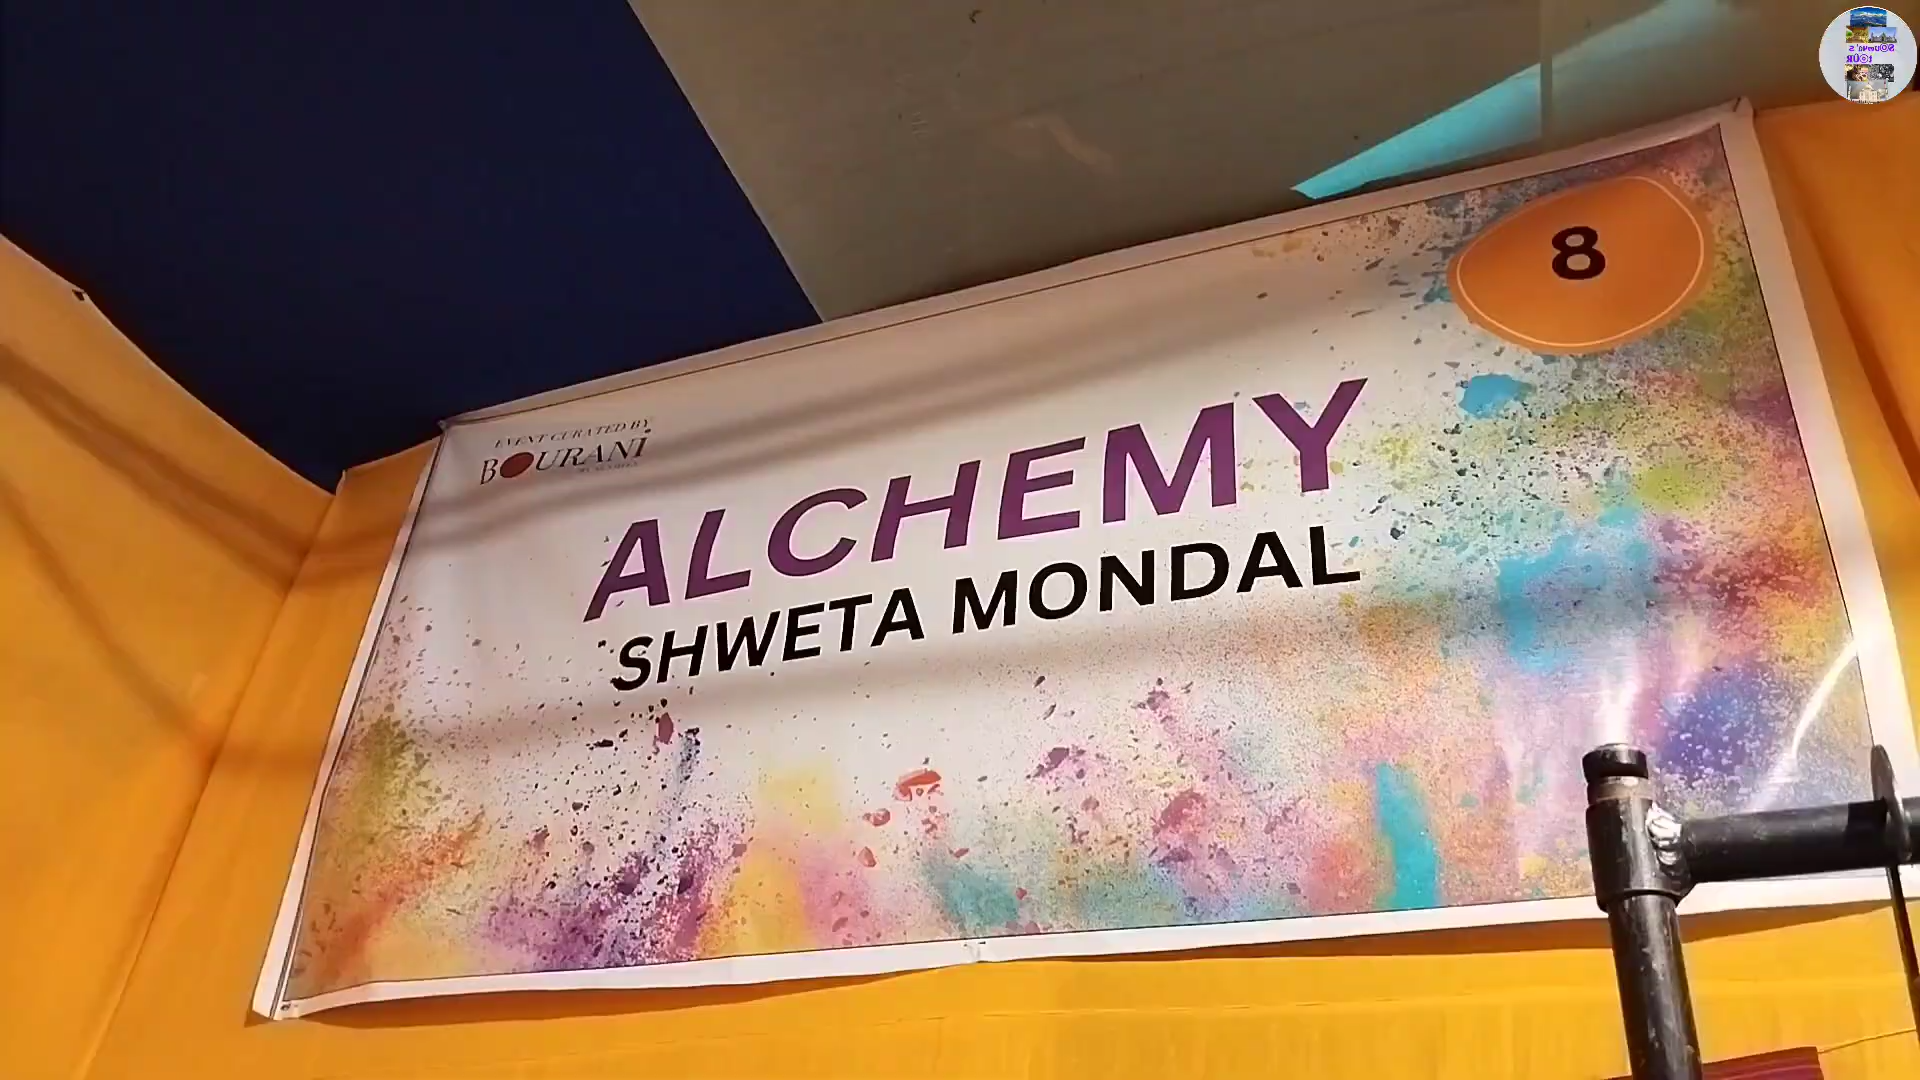 8
EVENT CURATED BY
BOURANI
ALCHEMY
SHWETA MONDAL